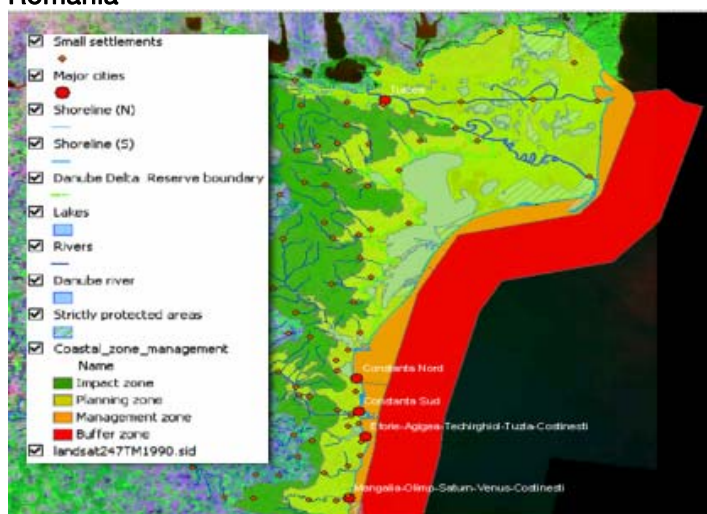 Romania
Small settlements
Major cities
Shoreline (N)
Shoreline (S)
Danube Delta Reserve boundary
Lakes
Rivers
Danube river
Strictly protected areas
Coastal_zone_management
Name
Impact zone
Planning zone
Management zone
Buffer zone
landsat247TM1990.sid
Tulcea
Constanta Nord
Constanta Sud
Eforie-Agigea-Techirghiol-Tuzla-Costinesti
Mangalia-Olimp-Saturn-Venus-Costinesti